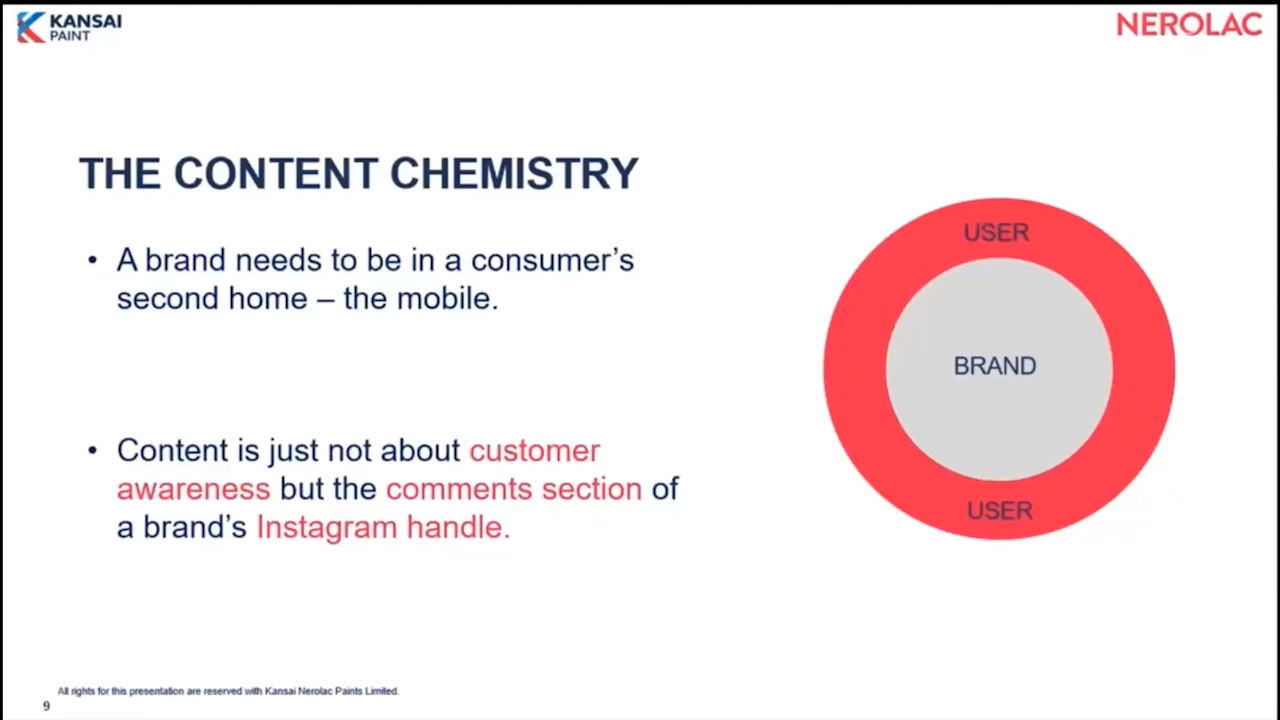 KANSAI
PAINT
NEROLAC
THE CONTENT CHEMISTRY
• A brand needs to be in a consumer’s
second home – the mobile.
• Content is just not about customer
awareness but the comments section of
a brand’s Instagram handle.
USER
BRAND
USER
All rights for this presentation are reserved with Kansai Nerolac Paints Limited.
9